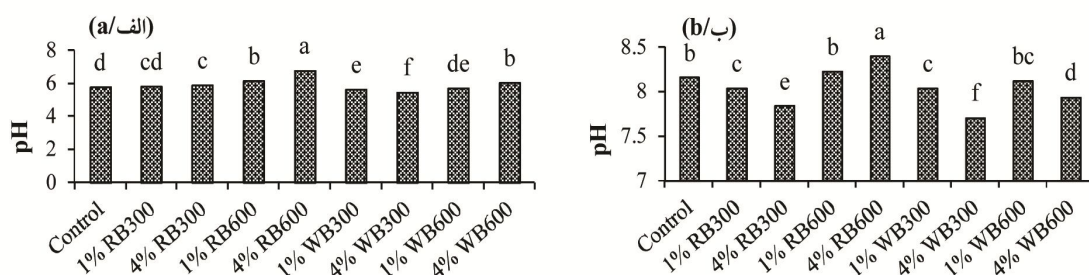 (a/الف)
pH
8
6
4
2
0
d cd c b a e f de b
Control 1% RB300 4% RB300 1% RB600 4% RB600 1% WB300 4% WB300 1% WB600 4% WB600
(b/ب)
pH
8.5
8
7.5
7
b c e b a c f bc d
Control 1% RB300 4% RB300 1% RB600 4% RB600 1% WB300 4% WB300 1% WB600 4% WB600